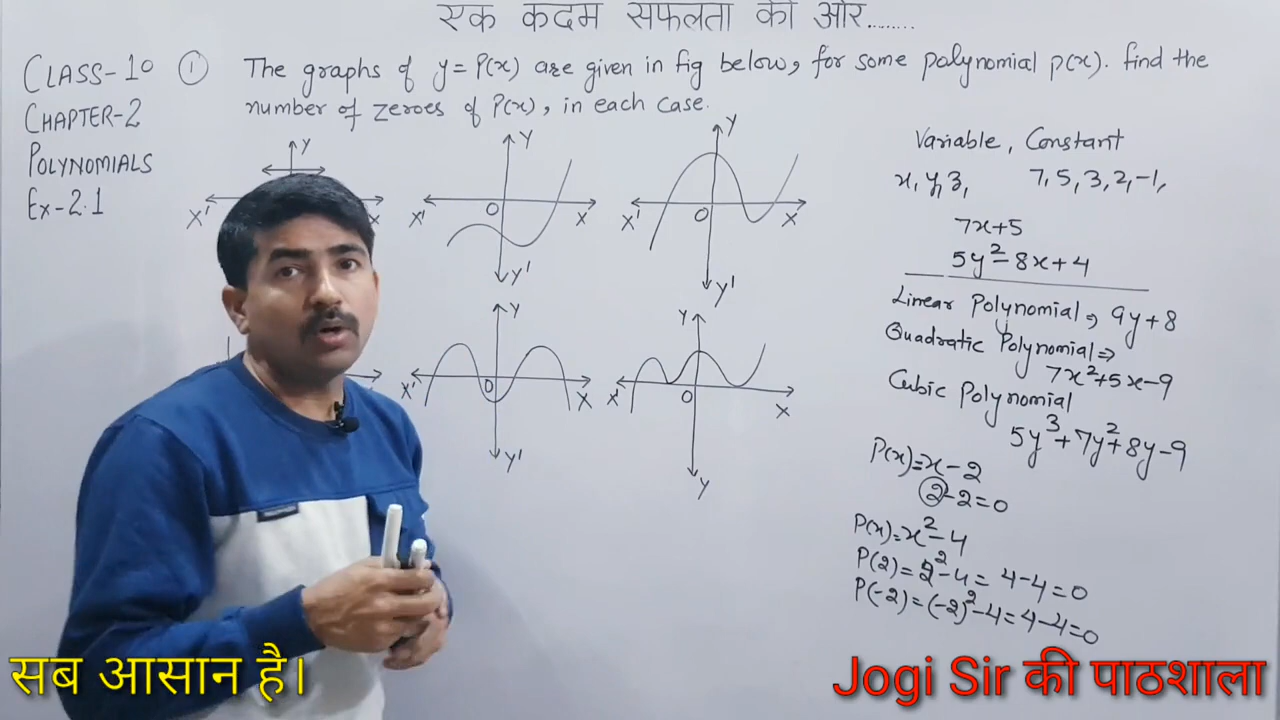 एक कदम सफलता की ओर........
CLASS-10
CHAPTER-2
POLYNOMIALS
Ex-2.1
① The graphs of y=P(x) are given in fig below, for some polynomial p(x). find the
number of zeroes of P(x), in each case.
Y
X'
X
Y
X'
O
X
Y'
Y
X'
O
X
Y'
Y
X'
O
X
Y'
Y
X'
O
X
Y
Variable, Constant
x, y, z, 7, 5, 3, 2, -1,
7x+5
5y²-8x+4
Linear Polynomial ⇒ 9y+8
Quadratic Polynomial ⇒
7x²+5x-9
Cubic Polynomial
5y³+7y²+8y-9
P(x)=x-2
2-2=0
P(x)=x²-4
P(2)=2²-4=4-4=0
P(-2)=(-2)²-4=4-4=0
सब आसान है।
Jogi Sir की पाठशाला